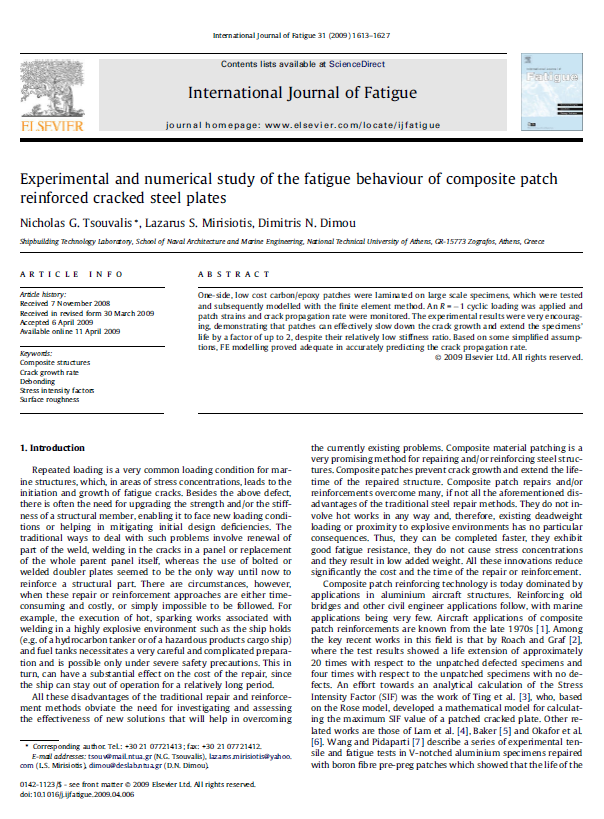 International Journal of Fatigue 31 (2009) 1613–1627
Contents lists available at ScienceDirect
International Journal of Fatigue
journal homepage: www.elsevier.com/locate/ijfatigue
ELSEVIER
Fatigue
Experimental and numerical study of the fatigue behaviour of composite patch
reinforced cracked steel plates
Nicholas G. Tsouvalis *, Lazarus S. Mirisiotis, Dimitris N. Dimou
Shipbuilding Technology Laboratory, School of Naval Architecture and Marine Engineering, National Technical University of Athens, GR-15773 Zografos, Athens, Greece
ARTICLE INFO
Article history:
Received 7 November 2008
Received in revised form 30 March 2009
Accepted 6 April 2009
Available online 11 April 2009
Keywords:
Composite structures
Crack growth rate
Debonding
Stress intensity factors
Surface roughness
ABSTRACT
One-side, low cost carbon/epoxy patches were laminated on large scale specimens, which were tested
and subsequently modelled with the finite element method. An R = −1 cyclic loading was applied and
patch strains and crack propagation rate were monitored. The experimental results were very encourag-
ing, demonstrating that patches can effectively slow down the crack growth and extend the specimens'
life by a factor of up to 2, despite their relatively low stiffness ratio. Based on some simplified assump-
tions, FE modelling proved adequate in accurately predicting the crack propagation rate.
© 2009 Elsevier Ltd. All rights reserved.
1. Introduction
Repeated loading is a very common loading condition for mar-
ine structures, which, in areas of stress concentrations, leads to the
initiation and growth of fatigue cracks. Besides the above defect,
there is often the need for upgrading the strength and/or the stiff-
ness of a structural member, enabling it to face new loading condi-
tions or helping in mitigating initial design deficiencies. The
traditional ways to deal with such problems involve renewal of
part of the weld, welding in the cracks in a panel or replacement
of the whole parent panel itself, whereas the use of bolted or
welded doubler plates seemed to be the only way until now to
reinforce a structural part. There are circumstances, however,
when these repair or reinforcement approaches are either time-
consuming and costly, or simply impossible to be followed. For
example, the execution of hot, sparking works associated with
welding in a highly explosive environment such as the ship holds
(e.g. of a hydrocarbon tanker or of a hazardous products cargo ship)
and fuel tanks necessitates a very careful and complicated prepara-
tion and is possible only under severe safety precautions. This in
turn, can have a substantial effect on the cost of the repair, since
the ship can stay out of operation for a relatively long period.
All these disadvantages of the traditional repair and reinforce-
ment methods obviate the need for investigating and assessing
the effectiveness of new solutions that will help in overcoming
* Corresponding author. Tel.: +30 21 07721413; fax: +30 21 07721412.
E-mail addresses: tsouv@mail.ntua.gr (N.G. Tsouvalis), lazaros.mirisiotis@yahoo.
com (L.S. Mirisiotis), dimou@deslab.ntua.gr (D.N. Dimou).
the currently existing problems. Composite material patching is a
very promising method for repairing and/or reinforcing steel struc-
tures. Composite patches prevent crack growth and extend the life-
time of the repaired structure. Composite patch repairs and/or
reinforcements overcome many, if not all the aforementioned dis-
advantages of the traditional steel repair methods. They do not in-
volve hot works in any way and, therefore, existing deadweight
loading or proximity to explosive environments has no particular
consequences. Thus, they can be completed faster, they exhibit
good fatigue resistance, they do not cause stress concentrations
and they result in low added weight. All these innovations reduce
significantly the cost and the time of the repair or reinforcement.
Composite patch reinforcing technology is today dominated by
applications in aluminium aircraft structures. Reinforcing old
bridges and other civil engineering applications follow, with marine
applications being very few. Aircraft applications of composite
patch reinforcements are known from the late 1970s [1]. Among
the key recent works in this field is that by Roach and Graf [2],
where the test results showed a life extension of approximately
20 times with respect to the unpatched defected specimens and
four times with respect to the unpatched specimens with no de-
fects. An effort towards an analytical calculation of the Stress
Intensity Factor (SIF) was the work of Ting et al. [3], who, based
on the Rose model, developed a mathematical model for calculat-
ing the maximum SIF value of a patched cracked plate. Other re-
lated works are those of Lam et al. [4], Baker [5] and Okafor et al.
[6]. Wang and Pidaparti [7] describe a series of experimental ten-
sile and fatigue tests in V-notched aluminium specimens repaired
with boron fibre pre-preg patches which showed that the life of the
0142-1123/$ - see front matter © 2009 Elsevier Ltd. All rights reserved.
doi:10.1016/j.ijfatigue.2009.04.006